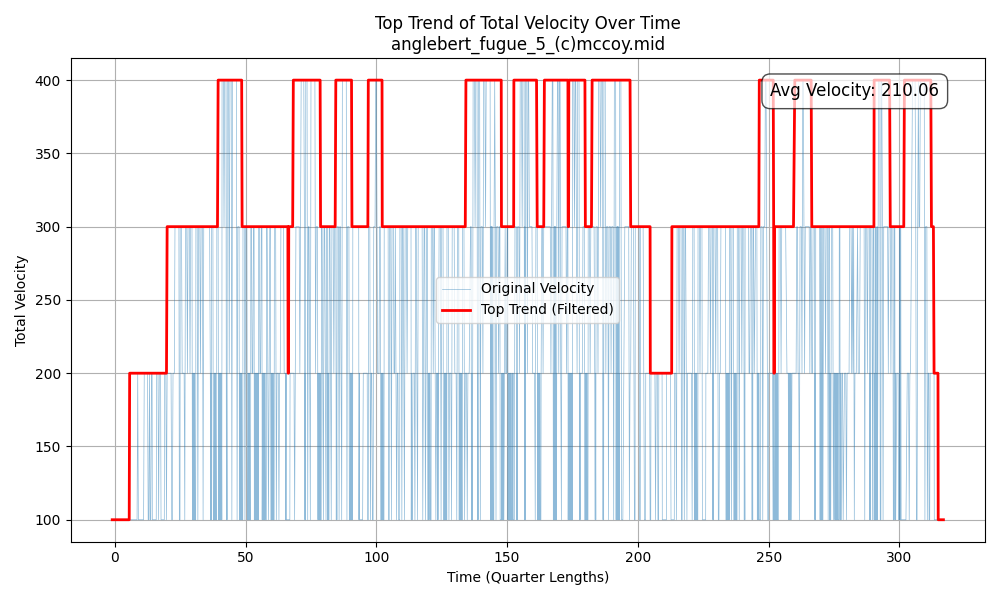 Top Trend of Total Velocity Over Time
anglebert_fugue_5_(c)mccoy.mid
Total Velocity
400
350
300
250
200
150
100
Avg Velocity: 210.06
Original Velocity
Top Trend (Filtered)
0 50 100 150 200 250 300
Time (Quarter Lengths)